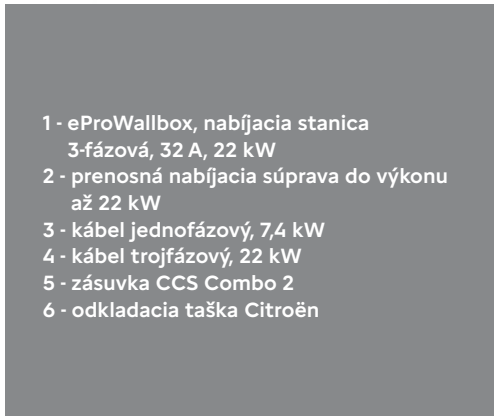 1 - eProWallbox, nabíjacia stanica
3-fázová, 32 A, 22 kW
2 - prenosná nabíjacia súprava do výkonu
až 22 kW
3 - kábel jednofázový, 7,4 kW
4 - kábel trojfázový, 22 kW
5 - zásuvka CCS Combo 2
6 - odkladacia taška Citroën